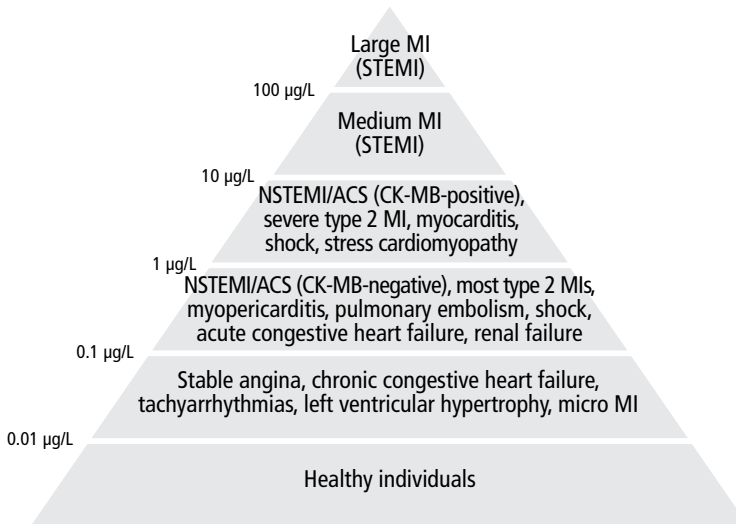 Large MI
(STEMI)
100 µg/L
Medium MI
(STEMI)
10 µg/L
NSTEMI/ACS (CK-MB-positive),
severe type 2 MI, myocarditis,
shock, stress cardiomyopathy
1 µg/L
NSTEMI/ACS (CK-MB-negative), most type 2 MIs,
myopericarditis, pulmonary embolism, shock,
acute congestive heart failure, renal failure
0.1 µg/L
Stable angina, chronic congestive heart failure,
tachyarrhythmias, left ventricular hypertrophy, micro MI
0.01 µg/L
Healthy individuals